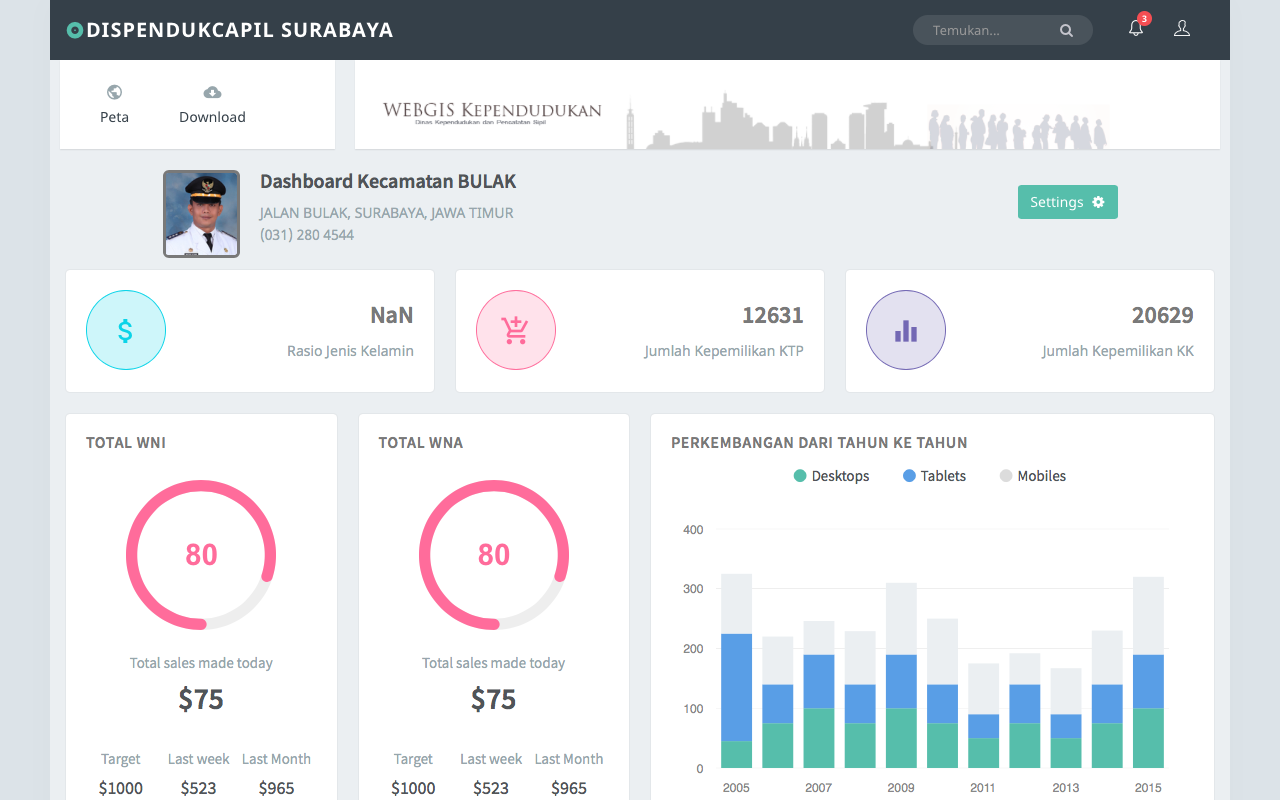 DISPENDUKCAPIL SURABAYA
Temukan...
3
Peta
Download
WEBGIS KEPENDUDUKAN
Dinas Kependudukan dan Pencatatan Sipil
Dashboard Kecamatan BULAK
JALAN BULAK, SURABAYA, JAWA TIMUR
(031) 280 4544
Settings
$
NaN
Rasio Jenis Kelamin
12631
Jumlah Kepemilikan KTP
20629
Jumlah Kepemilikan KK
TOTAL WNI
80
Total sales made today
$75
Target Last week Last Month
$1000 $523 $965
TOTAL WNA
80
Total sales made today
$75
Target Last week Last Month
$1000 $523 $965
PERKEMBANGAN DARI TAHUN KE TAHUN
Desktops Tablets Mobiles
400
300
200
100
0
2005 2007 2009 2011 2013 2015